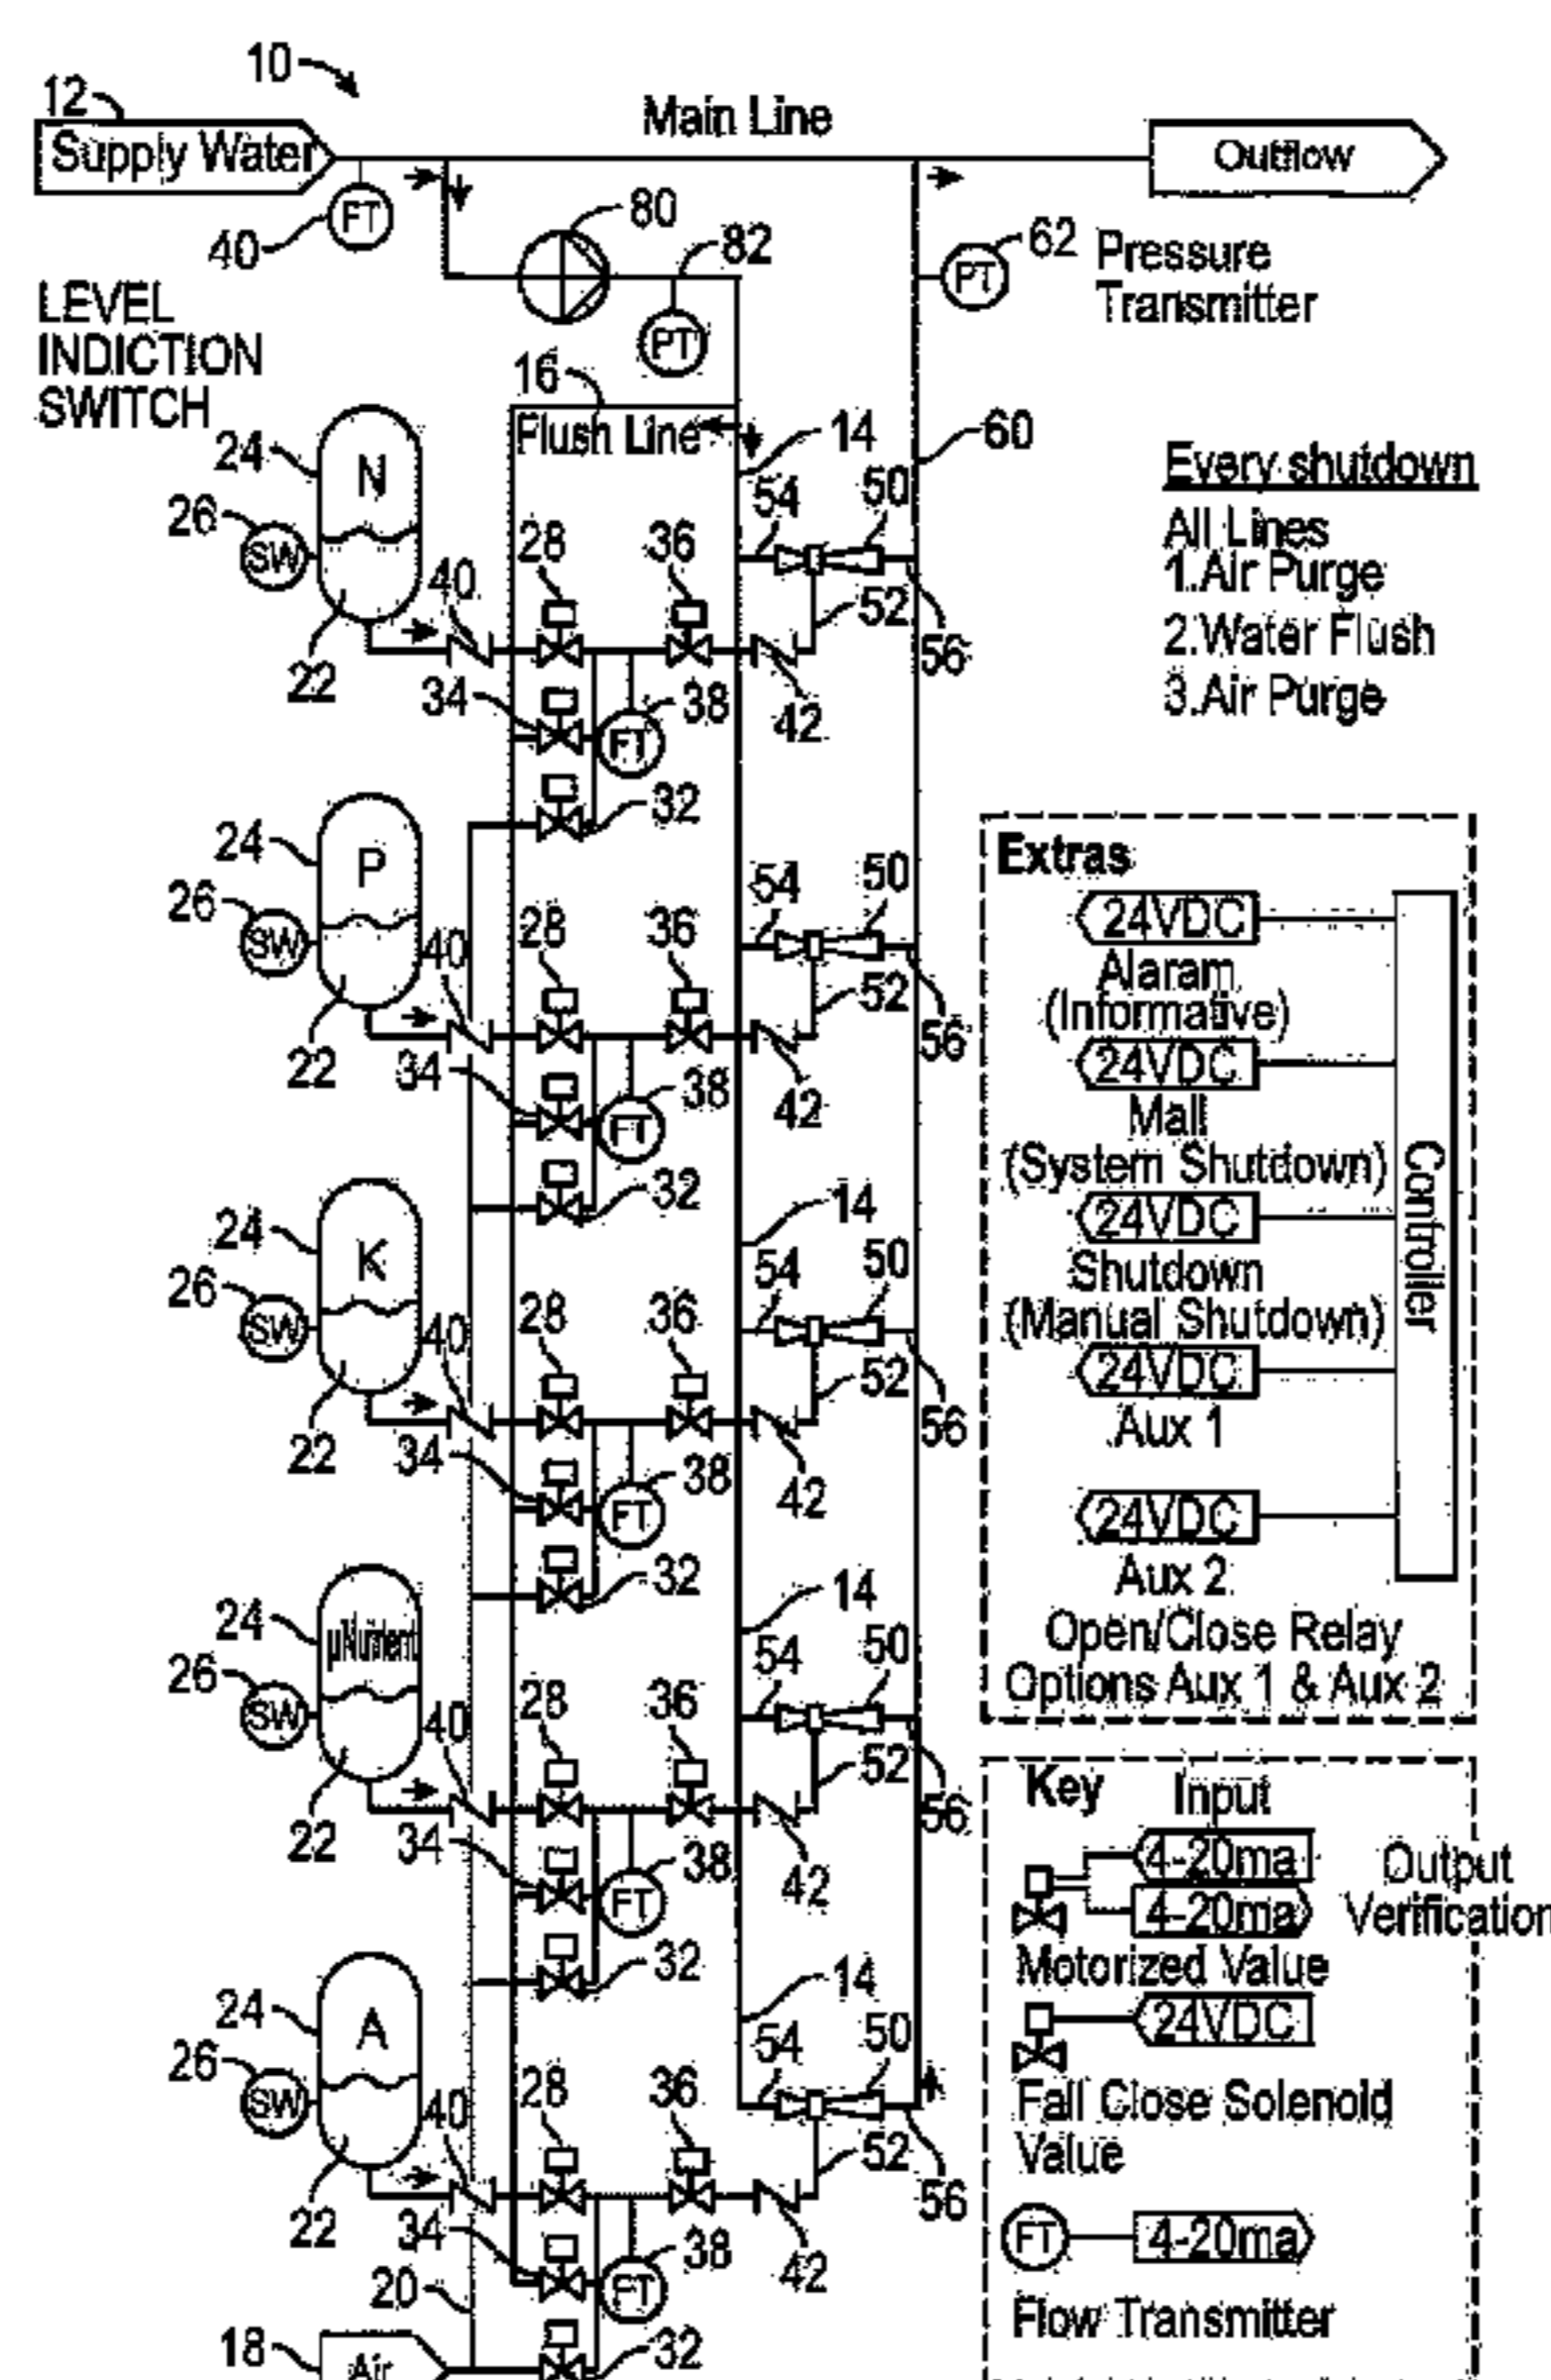 10
12
Main Line
Supply Water
Outflow
FT
40
80
82
62
PT
PT
Pressure
Transmitter
LEVEL
INDICTION
SWITCH
16
Flush Line
14
60
24
N
26
SW
22
40
28
36
54
50
52
56
34
38
FT
42
32
Every shutdown
All Lines
1.Air Purge
2.Water Flush
3.Air Purge
24
P
26
SW
22
40
28
36
54
50
52
56
34
38
FT
42
32
14
24
K
26
SW
22
40
28
36
54
50
52
56
34
38
FT
42
32
14
24
µNutrient
26
SW
22
40
28
36
54
50
52
56
34
38
FT
42
32
14
24
A
26
SW
22
40
28
36
54
50
52
56
34
38
FT
42
20
18
Air
32
Extras
24VDC
Alaram
(Informative)
24VDC
Mall
(System Shutdown)
24VDC
Shutdown
(Manual Shutdown)
24VDC
Aux 1
24VDC
Aux 2
Open/Close Relay
Options Aux 1 & Aux 2
Controller
Key
Input
4-20ma
4-20ma
Output
Verification
Motorized Value
24VDC
Fall Close Solenoid
Value
FT
4-20ma
Flow Transmitter